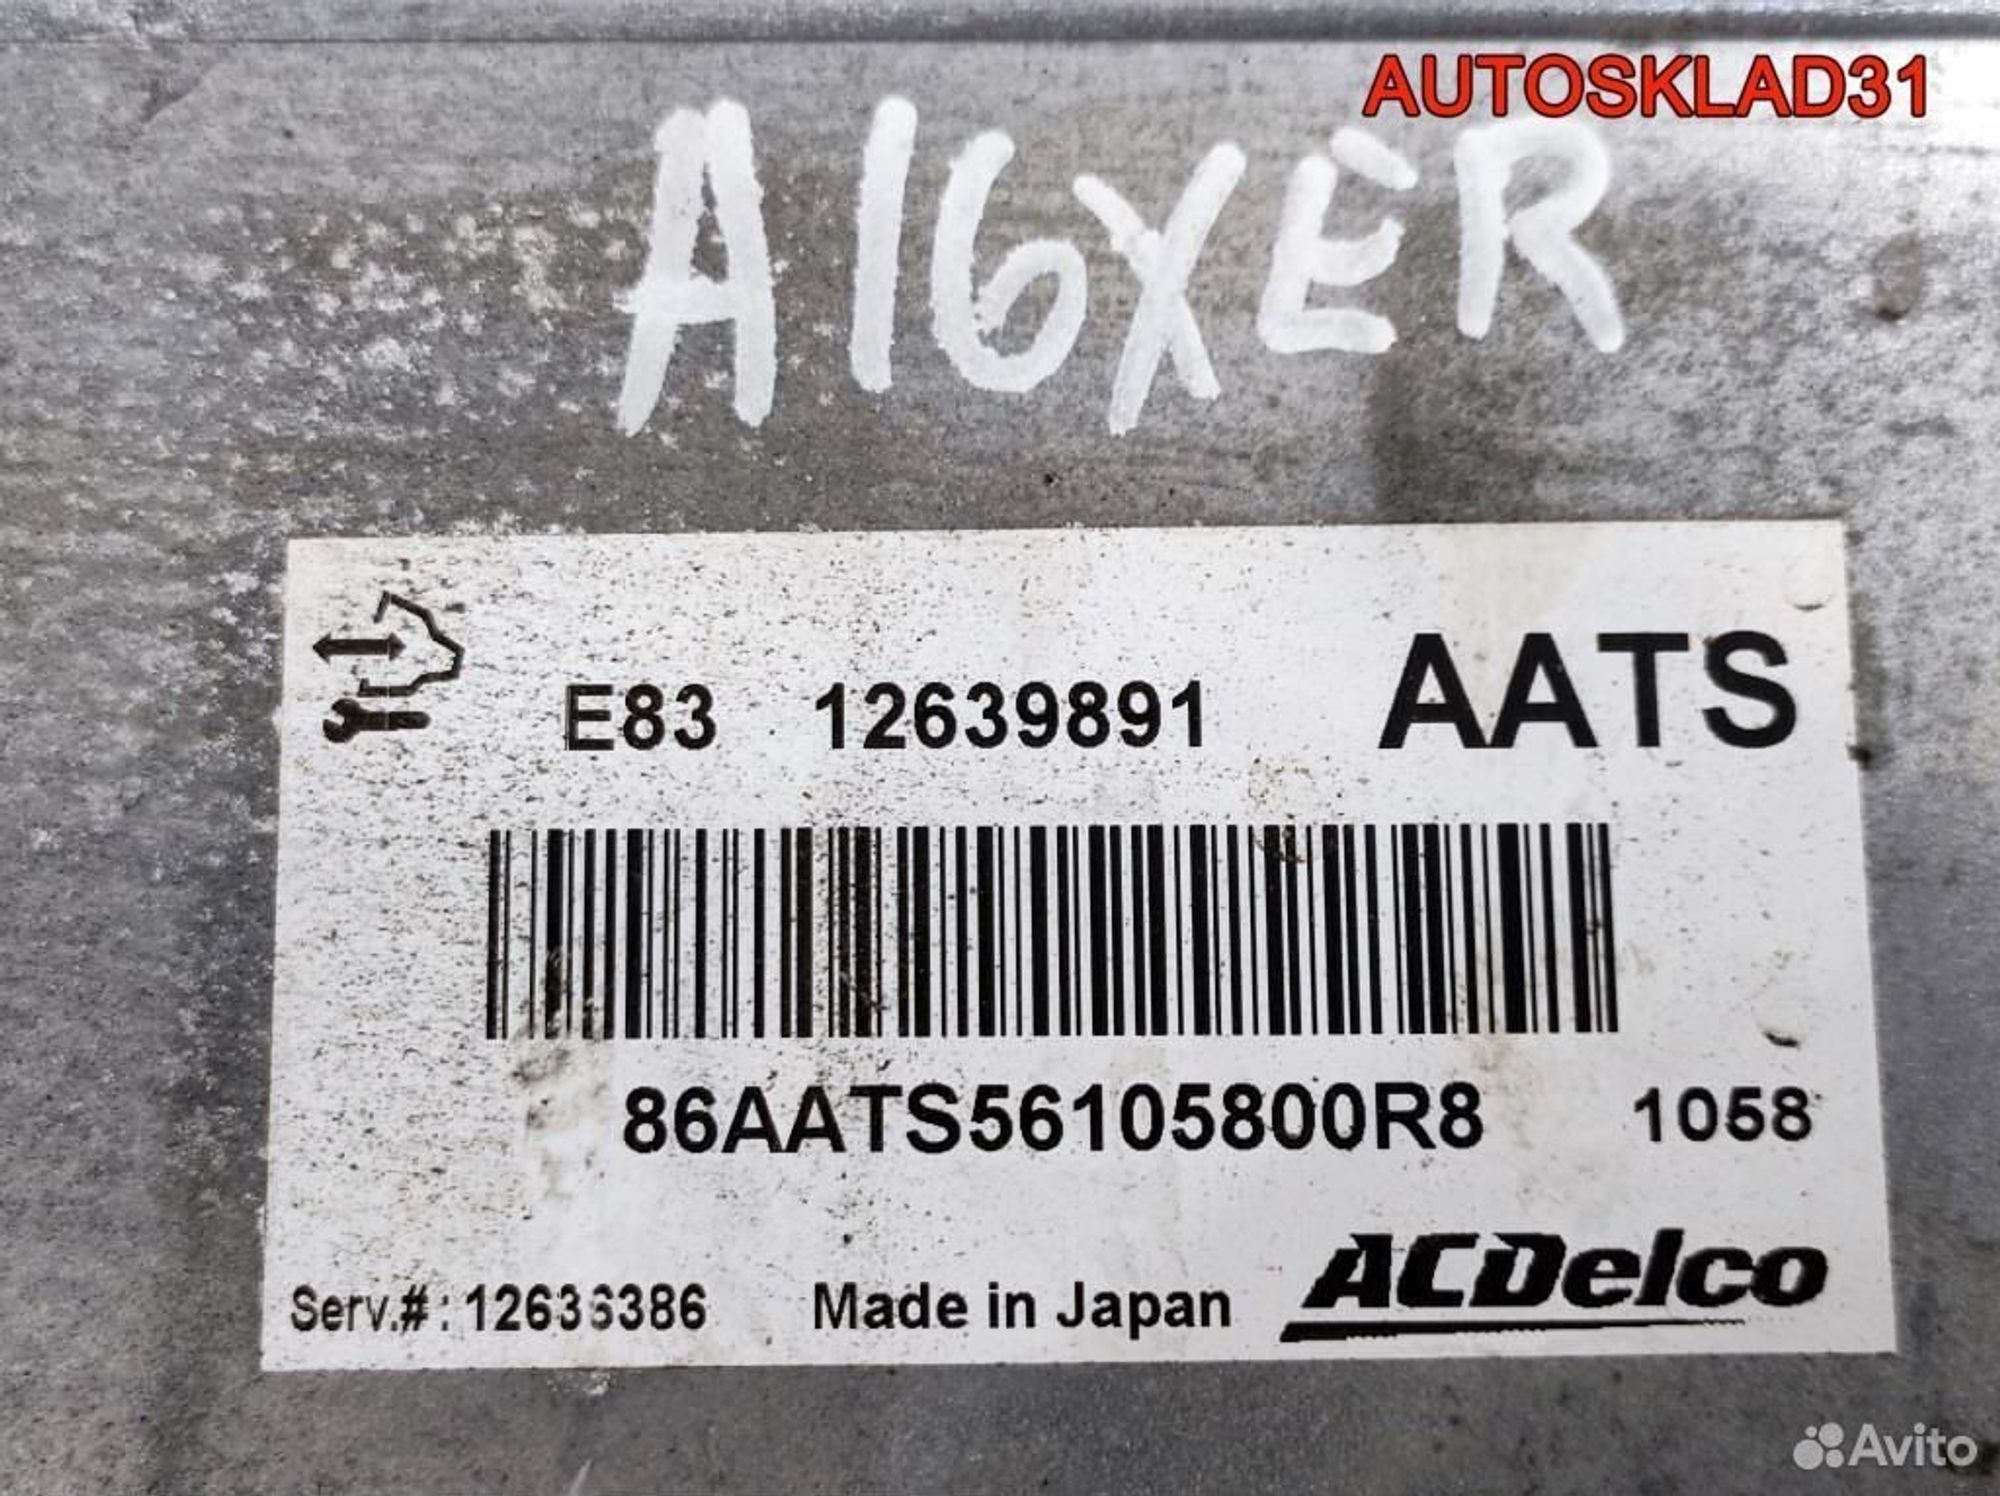 AUTOSKLAD31
A16XER
E83 12639891 AATS
86AATS56105800R8 1058
Serv.#: 12636386 Made in Japan ACDelco
Avito